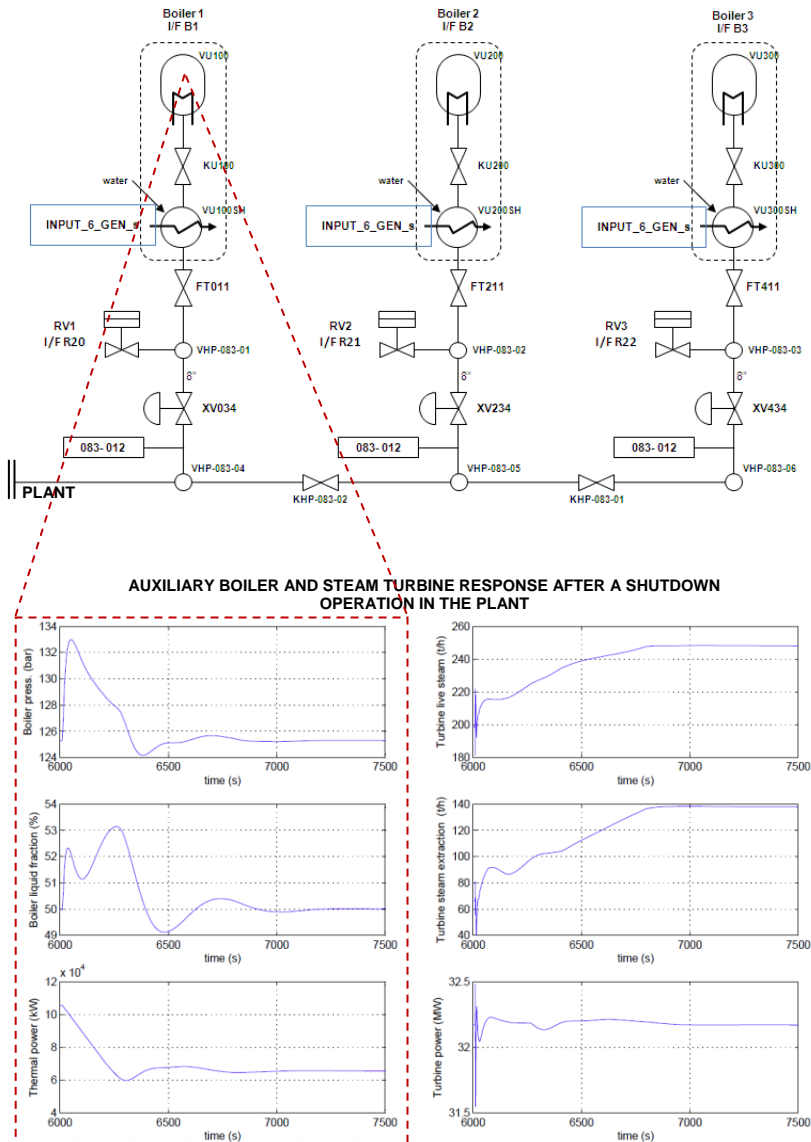 Boiler 1
I/F B1
Boiler 2
I/F B2
Boiler 3
I/F B3
VU100
VU200
VU300
KU100
KU200
KU300
water
water
water
VU100SH
VU200SH
VU300SH
INPUT_6_GEN_s
INPUT_6_GEN_s
INPUT_6_GEN_s
FT011
FT211
FT411
RV1
I/F R20
RV2
I/F R21
RV3
I/F R22
VHP-083-01
VHP-083-02
VHP-083-03
8"
8"
8"
XV034
XV234
XV434
083- 012
083- 012
083- 012
VHP-083-04
VHP-083-05
VHP-083-06
PLANT
KHP-083-02
KHP-083-01
AUXILIARY BOILER AND STEAM TURBINE RESPONSE AFTER A SHUTDOWN
OPERATION IN THE PLANT
Boiler press. (bar)
134
132
130
128
126
124
6000
6500
7000
7500
time (s)
Turbine live steam (t/h)
260
240
220
200
180
6000
6500
7000
7500
time (s)
Boiler liquid fraction (%)
54
53
52
51
50
49
6000
6500
7000
7500
time (s)
Turbine steam extraction (t/h)
140
120
100
80
60
40
6000
6500
7000
7500
time (s)
Thermal power (kW)
x 10⁴
12
10
8
6
4
6000
6500
7000
7500
time (s)
Turbine power (MW)
32.5
32
31.5
6000
6500
7000
7500
time (s)